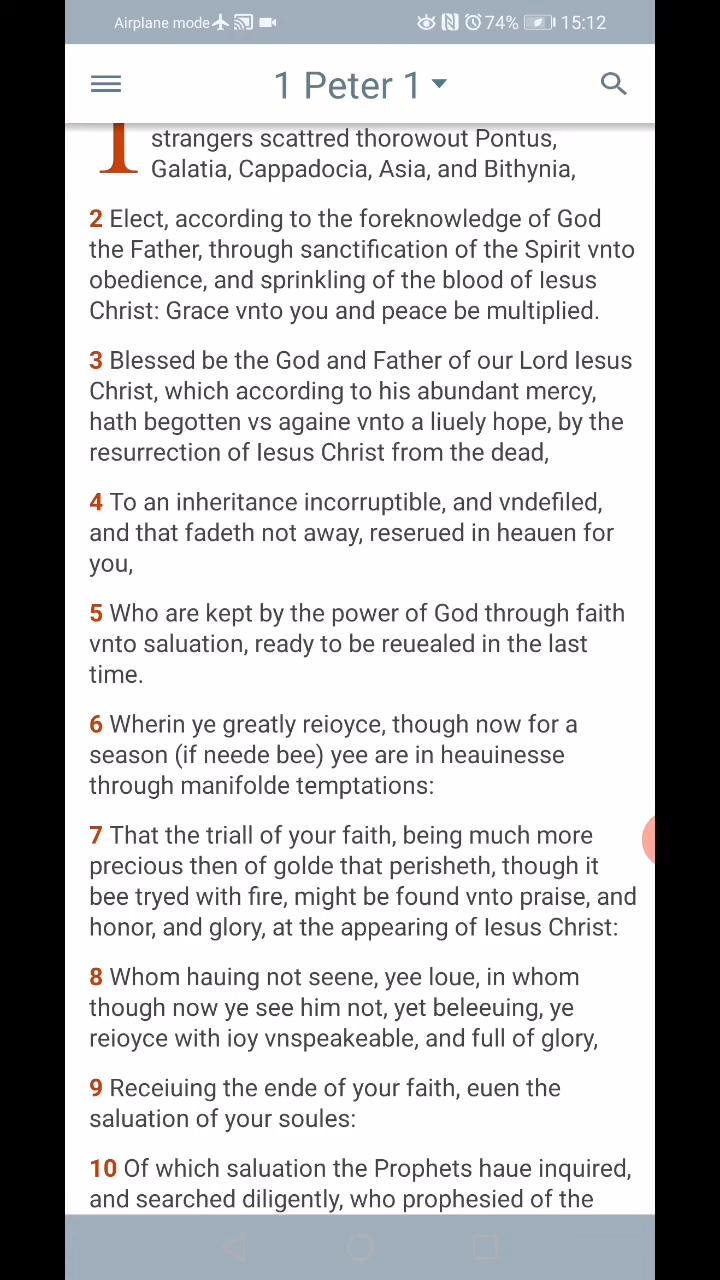 Airplane mode 74% 15:12
1 Peter 1
1 strangers scattred thorowout Pontus,
Galatia, Cappadocia, Asia, and Bithynia,
2 Elect, according to the foreknowledge of God
the Father, through sanctification of the Spirit vnto
obedience, and sprinkling of the blood of Iesus
Christ: Grace vnto you and peace be multiplied.
3 Blessed be the God and Father of our Lord Iesus
Christ, which according to his abundant mercy,
hath begotten vs againe vnto a liuely hope, by the
resurrection of Iesus Christ from the dead,
4 To an inheritance incorruptible, and vndefiled,
and that fadeth not away, reserued in heauen for
you,
5 Who are kept by the power of God through faith
vnto saluation, ready to be reuealed in the last
time.
6 Wherin ye greatly reioyce, though now for a
season (if neede bee) yee are in heauinesse
through manifolde temptations:
7 That the triall of your faith, being much more
precious then of golde that perisheth, though it
bee tryed with fire, might be found vnto praise, and
honor, and glory, at the appearing of Iesus Christ:
8 Whom hauing not seene, yee loue, in whom
though now ye see him not, yet beleeuing, ye
reioyce with ioy vnspeakeable, and full of glory,
9 Receiuing the ende of your faith, euen the
saluation of your soules:
10 Of which saluation the Prophets haue inquired,
and searched diligently, who prophesied of the